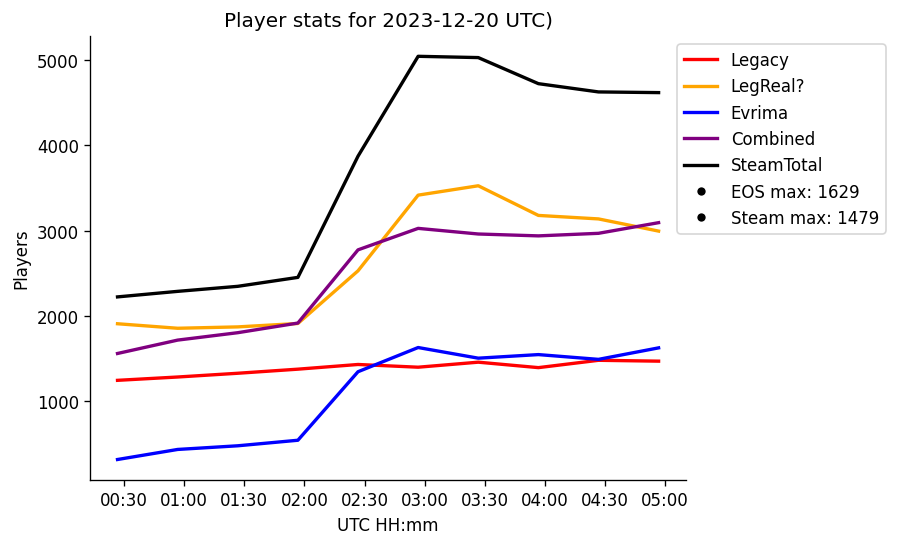 Player stats for 2023-12-20 UTC)
5000
4000
3000
2000
1000
Players
00:30 01:00 01:30 02:00 02:30 03:00 03:30 04:00 04:30 05:00
UTC HH:mm
Legacy
LegReal?
Evrima
Combined
SteamTotal
EOS max: 1629
Steam max: 1479